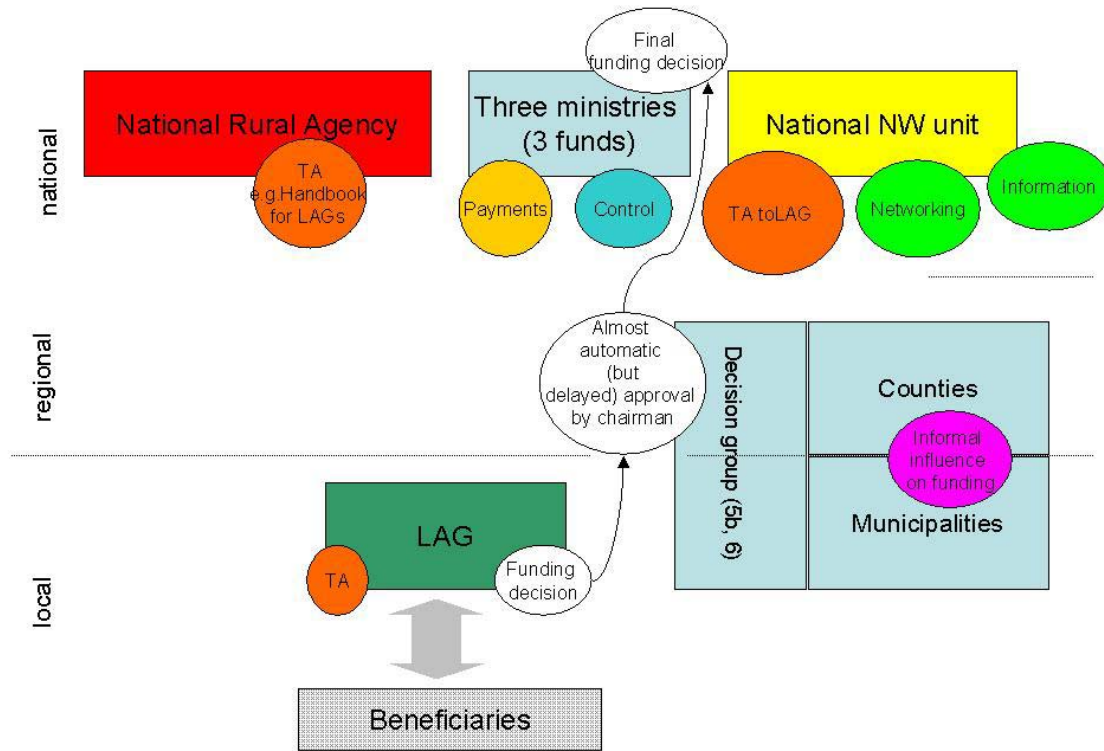 Final
funding decision
National Rural Agency
Three ministries
(3 funds)
National NW unit
TA
e.g.Handbook
for LAGs
Payments
Control
TA toLAG
Networking
Information
national
regional
local
Almost
automatic
(but
delayed) approval
by chairman
Decision group (5b, 6)
Counties
Informal
influence
on funding
Municipalities
LAG
TA
Funding
decision
Beneficiaries